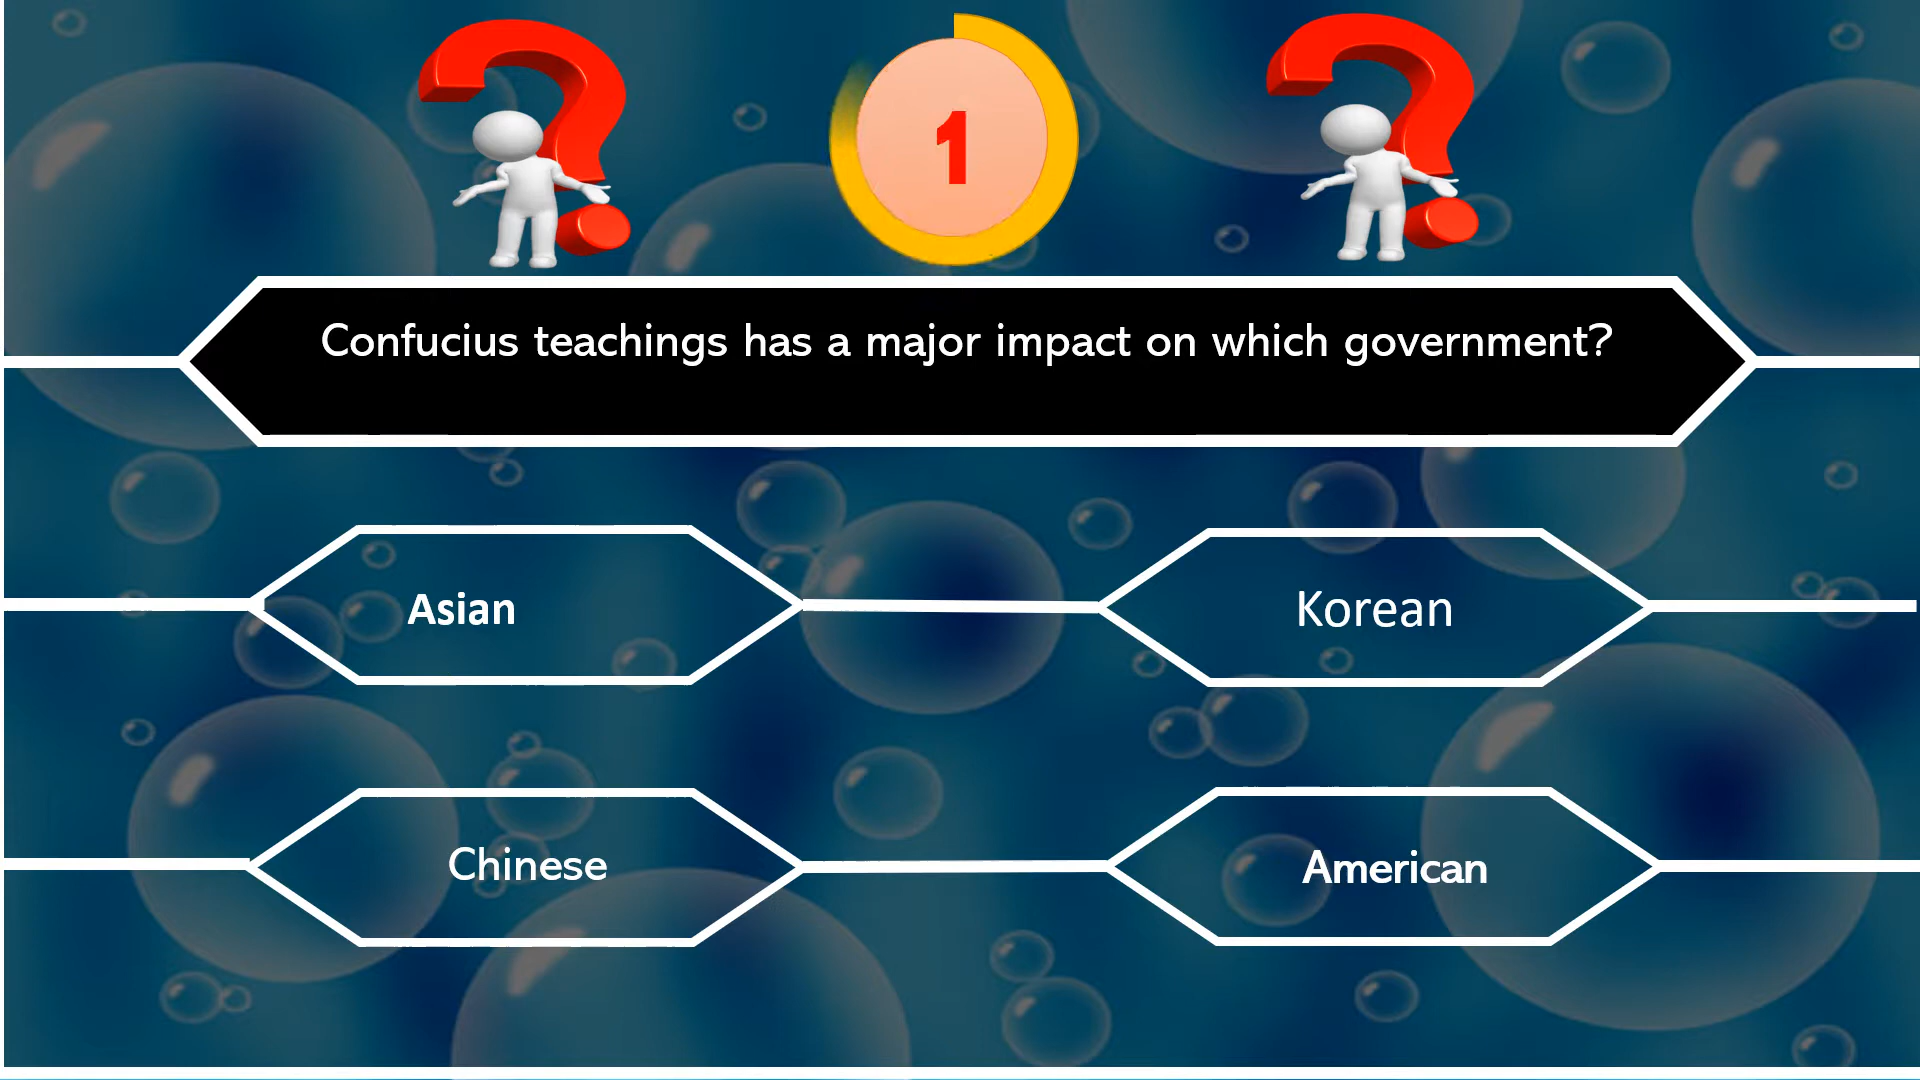 1
Confucius teachings has a major impact on which government?
Asian
Korean
Chinese
American